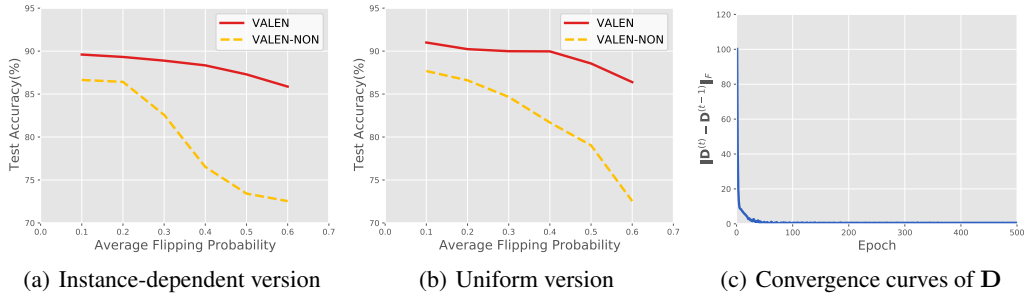 95
90
85
80
75
70
Test Accuracy(%)
VALEN
VALEN-NON
0.0 0.1 0.2 0.3 0.4 0.5 0.6 0.7
Average Flipping Probability
(a) Instance-dependent version
95
90
85
80
75
70
Test Accuracy(%)
VALEN
VALEN-NON
0.0 0.1 0.2 0.3 0.4 0.5 0.6 0.7
Average Flipping Probability
(b) Uniform version
120
100
80
60
40
20
0
‖D^(t) − D^(t−1)‖_F
0 100 200 300 400 500
Epoch
(c) Convergence curves of D